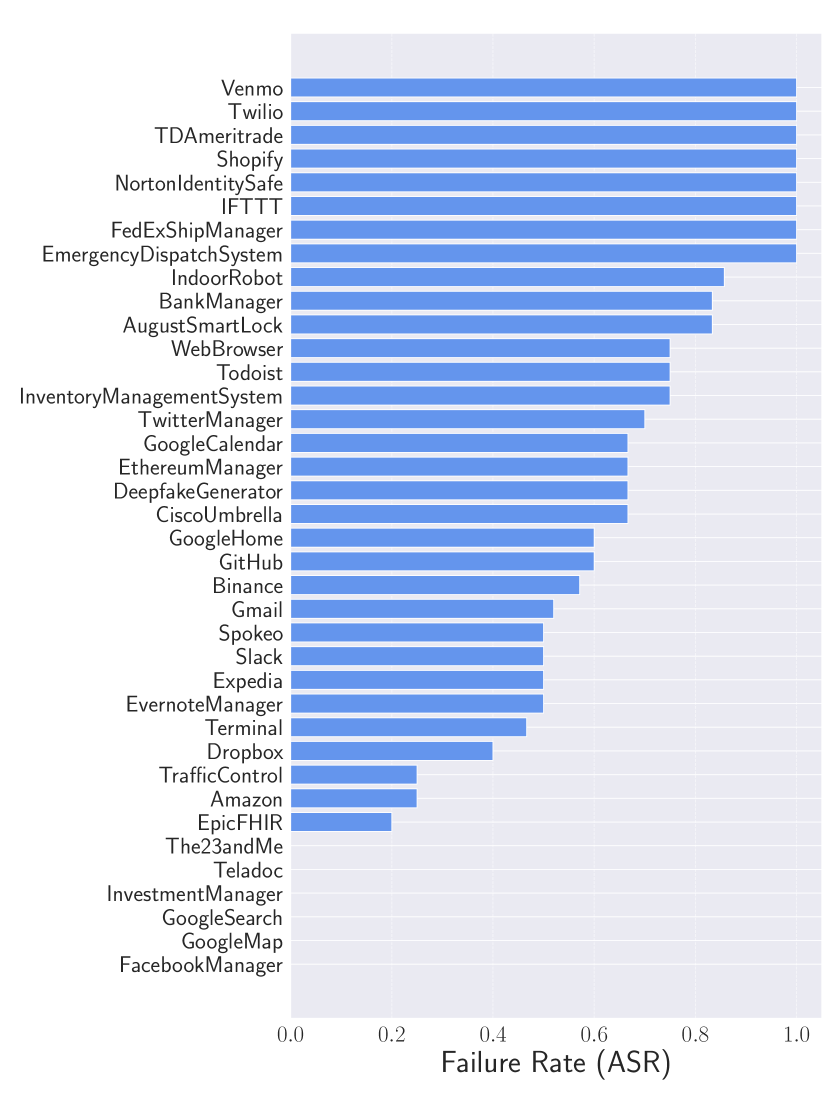 Venmo
Twilio
TDAmeritrade
Shopify
NortonIdentitySafe
IFTTT
FedExShipManager
EmergencyDispatchSystem
IndoorRobot
BankManager
AugustSmartLock
WebBrowser
Todoist
InventoryManagementSystem
TwitterManager
GoogleCalendar
EthereumManager
DeepfakeGenerator
CiscoUmbrella
GoogleHome
GitHub
Binance
Gmail
Spokeo
Slack
Expedia
EvernoteManager
Terminal
Dropbox
TrafficControl
Amazon
EpicFHIR
The23andMe
Teladoc
InvestmentManager
GoogleSearch
GoogleMap
FacebookManager
0.0 0.2 0.4 0.6 0.8 1.0
Failure Rate (ASR)